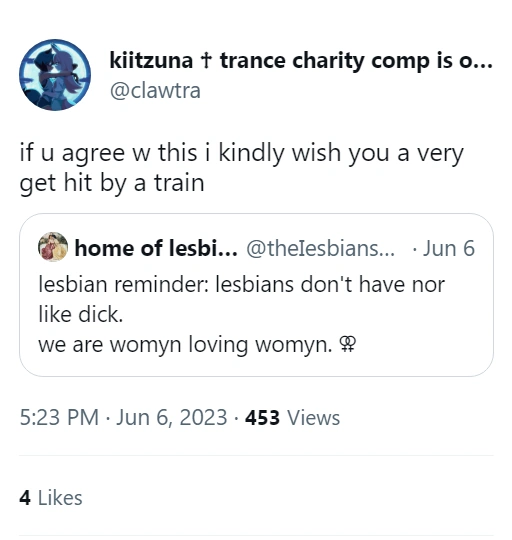 kiitzuna † trance charity comp is o...
@clawtra
if u agree w this i kindly wish you a very
get hit by a train
home of lesbi... @theIesbians... · Jun 6
lesbian reminder: lesbians don't have nor
like dick.
we are womyn loving womyn. ⚢
5:23 PM · Jun 6, 2023 · 453 Views
4 Likes